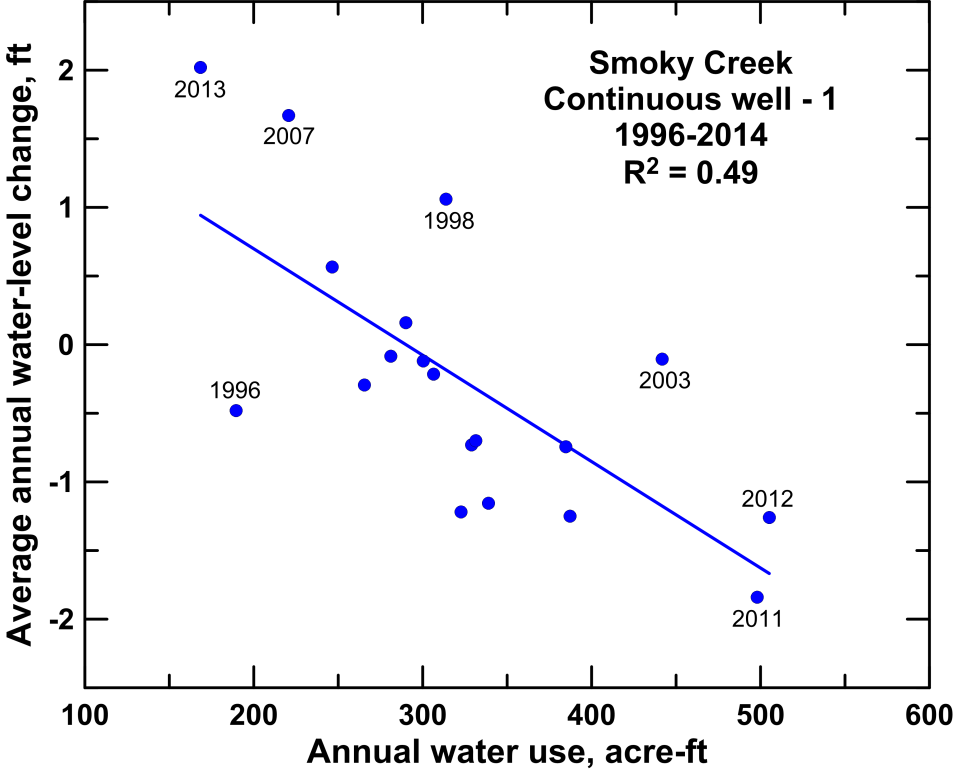 Smoky Creek
Continuous well - 1
1996-2014
R² = 0.49
Average annual water-level change, ft
2
1
0
-1
-2
2013
2007
1998
1996
2003
2012
2011
100 200 300 400 500 600
Annual water use, acre-ft